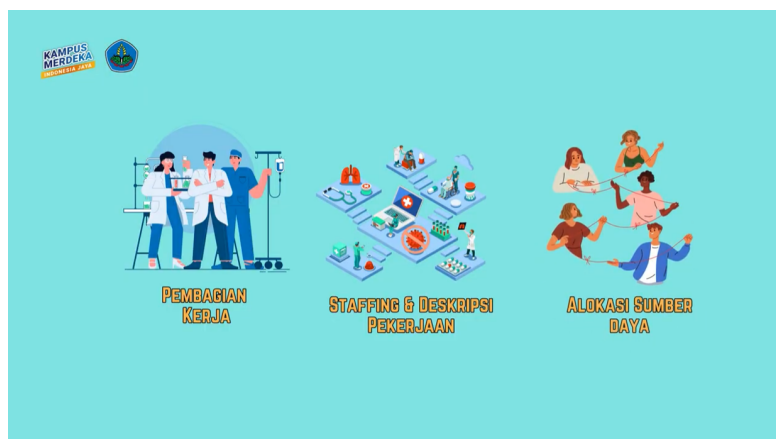 KAMPUS
MERDEKA
INDONESIA JAYA
PEMBAGIAN
KERJA
STAFFING & DESKRIPSI
PEKERJAAN
ALOKASI SUMBER
DAYA